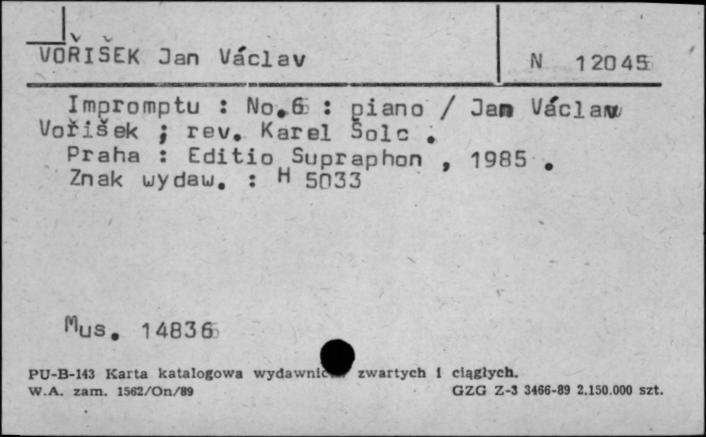 VOŘIŠEK Jan Václav
N 12045
Impromptu : No.6 : piano / Jan Václav
Voříšek ; rev. Karel Šolc .
Praha : Editio Supraphon , 1985 .
Znak wydaw. : H 5033
Mus. 14836
PU-B-143 Karta katalogowa zwartych i ciągłych.
W.A. zam. 1562/On/89
GZG Z-3 3466-89 2.150.000 szt.